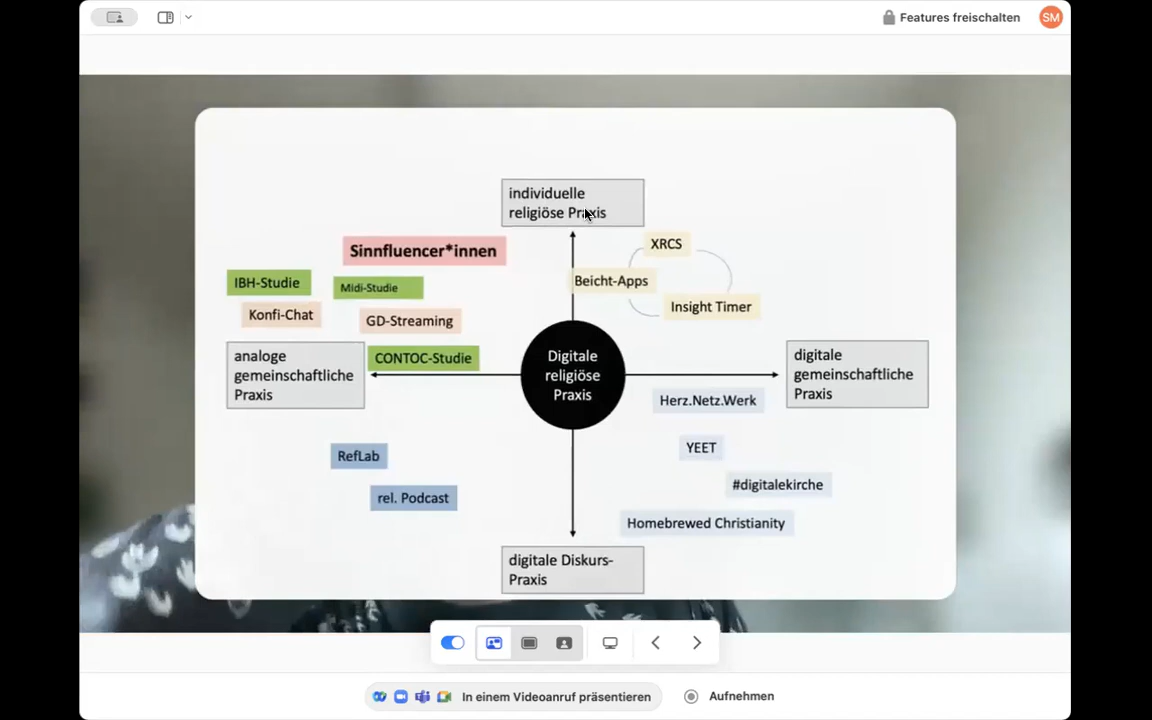 Features freischalten
SM
individuelle
religiöse Praxis
Sinnfluencer*innen
XRCS
IBH-Studie
Midi-Studie
Beicht-Apps
Konfi-Chat
GD-Streaming
Insight Timer
analoge
gemeinschaftliche
Praxis
CONTOC-Studie
Digitale
religiöse
Praxis
digitale
gemeinschaftliche
Praxis
Herz.Netz.Werk
RefLab
YEET
rel. Podcast
#digitalekirche
Homebrewed Christianity
digitale Diskurs-
Praxis
In einem Videoanruf präsentieren
Aufnehmen